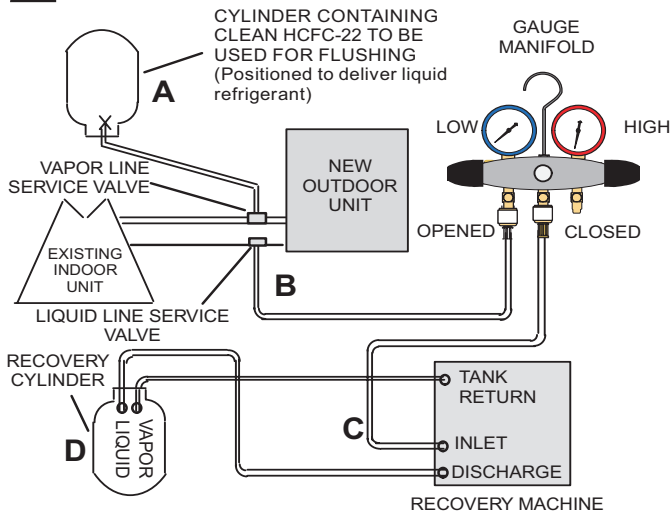 CYLINDER CONTAINING
CLEAN HCFC-22 TO BE
USED FOR FLUSHING
(Positioned to deliver liquid
refrigerant)
A
GAUGE
MANIFOLD
LOW
HIGH
VAPOR LINE
SERVICE VALVE
NEW
OUTDOOR
UNIT
OPENED
CLOSED
EXISTING
INDOOR
UNIT
B
LIQUID LINE SERVICE
VALVE
RECOVERY
CYLINDER
TANK
RETURN
C
D
LIQUID
VAPOR
INLET
DISCHARGE
RECOVERY MACHINE